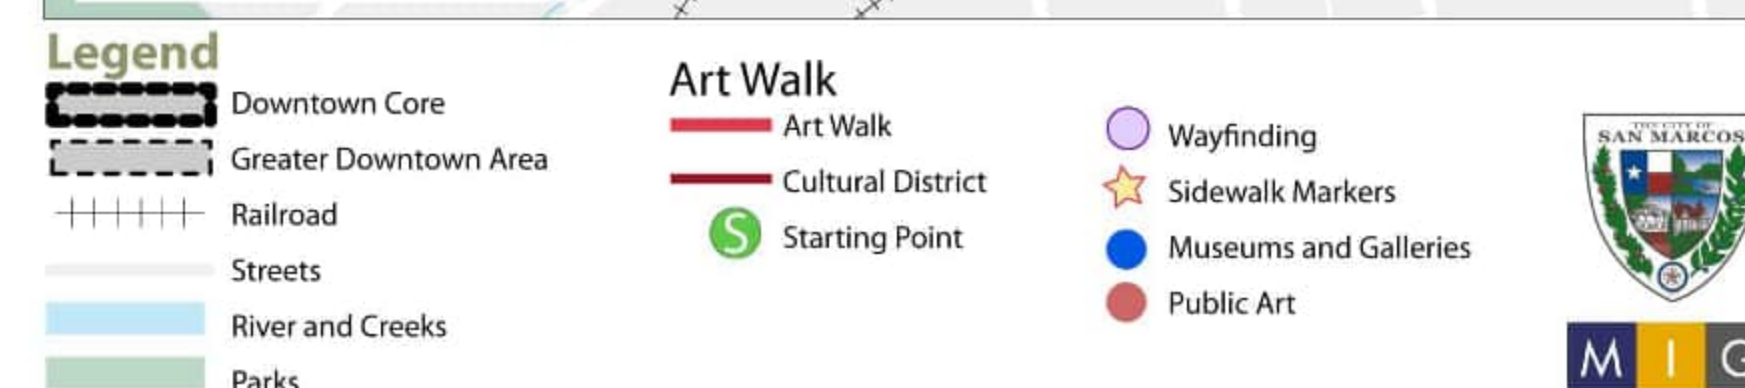 Legend
Downtown Core
Greater Downtown Area
Railroad
Streets
River and Creeks
Parks
Art Walk
Art Walk
Cultural District
S
Starting Point
Wayfinding
Sidewalk Markers
Museums and Galleries
Public Art
THE CITY OF
SAN MARCOS
M I G